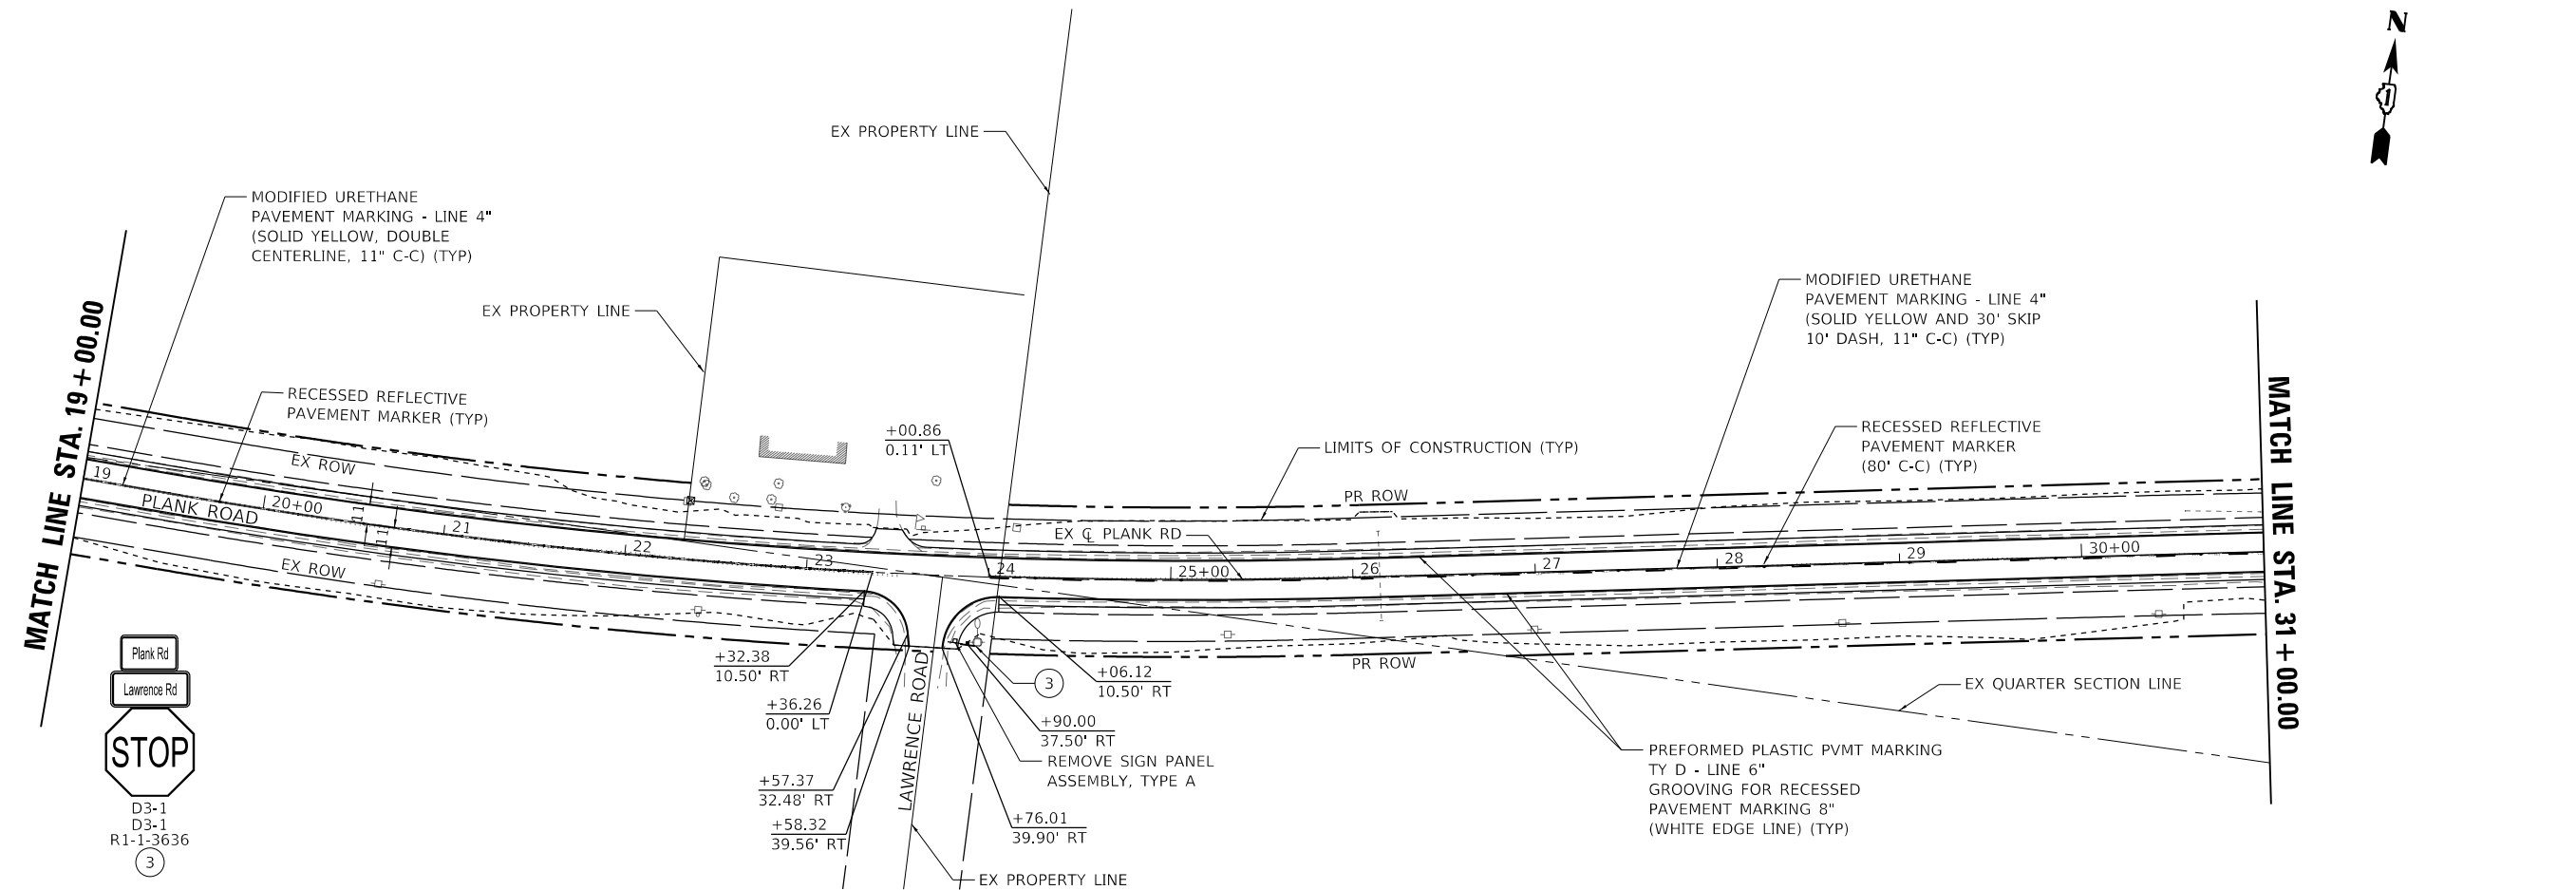 N
1
EX PROPERTY LINE
MODIFIED URETHANE
PAVEMENT MARKING - LINE 4"
(SOLID YELLOW, DOUBLE
CENTERLINE, 11" C-C) (TYP)
EX PROPERTY LINE
MODIFIED URETHANE
PAVEMENT MARKING - LINE 4"
(SOLID YELLOW AND 30' SKIP
10' DASH, 11" C-C) (TYP)
MATCH LINE STA. 19+00.00
RECESSED REFLECTIVE
PAVEMENT MARKER (TYP)
+00.86
0.11' LT
LIMITS OF CONSTRUCTION (TYP)
RECESSED REFLECTIVE
PAVEMENT MARKER
(80' C-C) (TYP)
MATCH LINE STA. 31+00.00
EX ROW
PR ROW
19
PLANK ROAD
20+00
11'
11'
21
22
23
24
EX ℄ PLANK RD
25+00
26
27
28
29
30+00
EX ROW
PR ROW
+32.38
10.50' RT
+36.26
0.00' LT
+57.37
32.48' RT
+58.32
39.56' RT
LAWRENCE ROAD
3
+06.12
10.50' RT
+90.00
37.50' RT
REMOVE SIGN PANEL
ASSEMBLY, TYPE A
+76.01
39.90' RT
EX PROPERTY LINE
EX QUARTER SECTION LINE
PREFORMED PLASTIC PVMT MARKING
TY D - LINE 6"
GROOVING FOR RECESSED
PAVEMENT MARKING 8"
(WHITE EDGE LINE) (TYP)
Plank Rd
Lawrence Rd
STOP
D3-1
D3-1
R1-1-3636
3